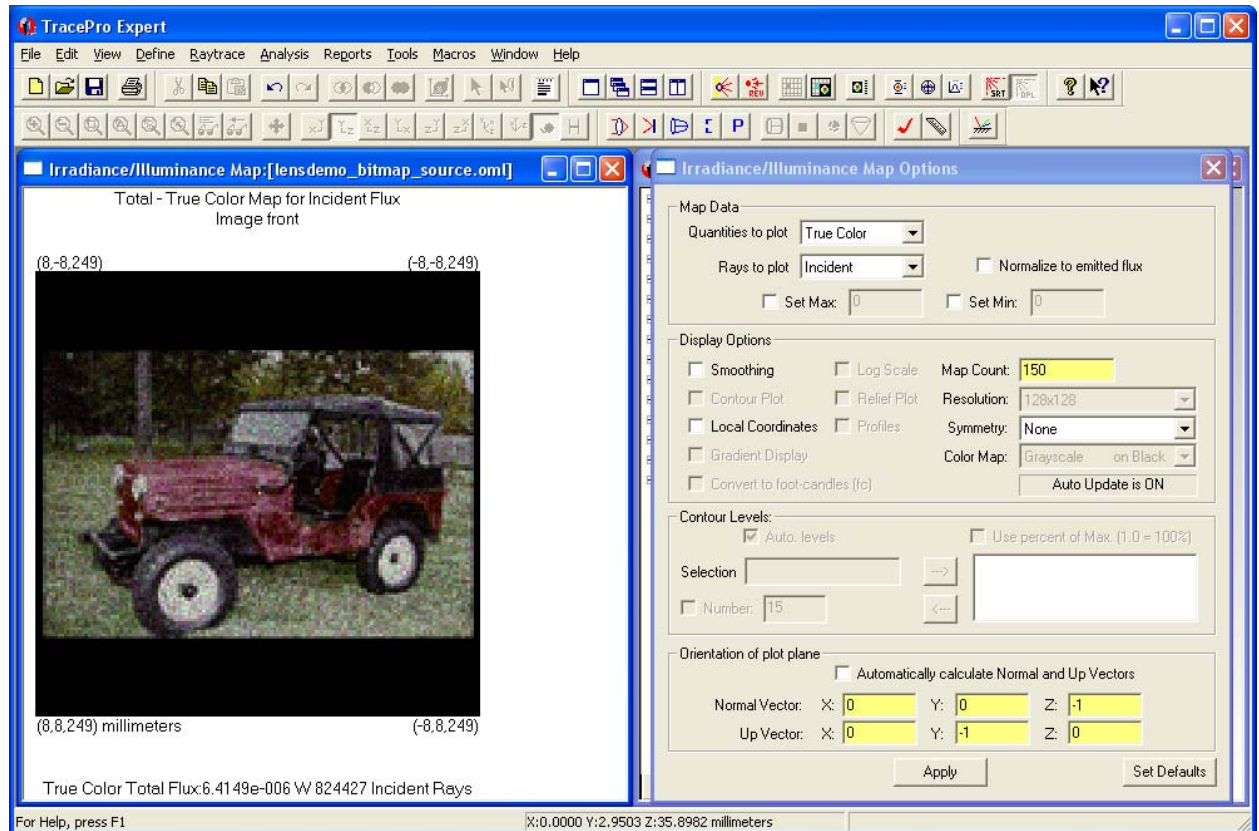 TracePro Expert
File Edit View Define Raytrace Analysis Reports Tools Macros Window Help
REV SRT DPL
Irradiance/Illuminance Map:[lensdemo_bitmap_source.oml]
Total - True Color Map for Incident Flux
Image front
(8,-8,249) (-8,-8,249)
(8,8,249) millimeters (-8,8,249)
True Color Total Flux:6.4149e-006 W 824427 Incident Rays
Irradiance/Illuminance Map Options
Map Data
Quantities to plot True Color
Rays to plot Incident Normalize to emitted flux
Set Max: 0 Set Min: 0
Display Options
Smoothing Log Scale Map Count: 150
Contour Plot Relief Plot Resolution: 128x128
Local Coordinates Profiles Symmetry: None
Gradient Display Color Map: Grayscale on Black
Convert to foot-candles (fc) Auto Update is ON
Contour Levels:
Auto. levels Use percent of Max. (1.0 = 100%)
Selection --->
Number: 15 <---
Orientation of plot plane
Automatically calculate Normal and Up Vectors
Normal Vector: X: 0 Y: 0 Z: -1
Up Vector: X: 0 Y: -1 Z: 0
Apply Set Defaults
For Help, press F1 X:0.0000 Y:2.9503 Z:35.8982 millimeters